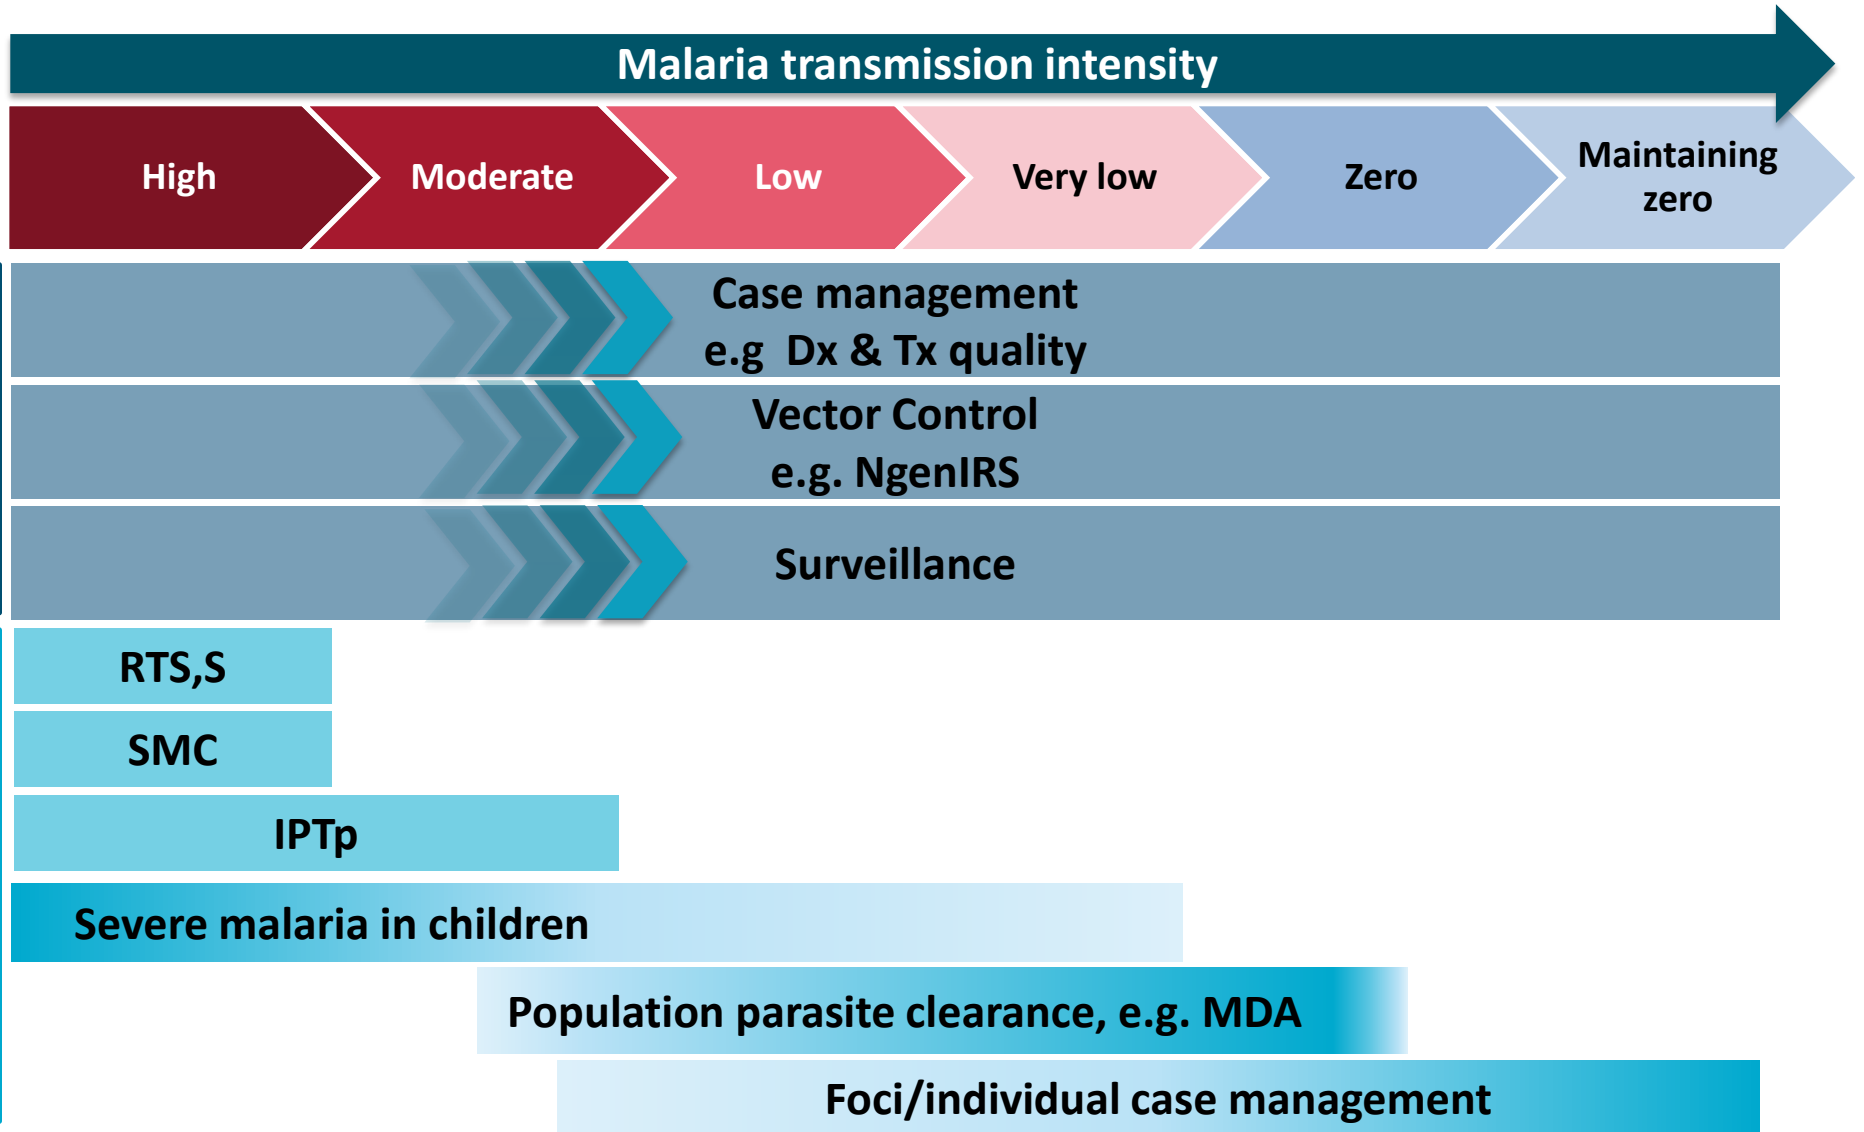 Malaria transmission intensity
High
Moderate
Low
Very low
Zero
Maintaining
zero
Case management
e.g  Dx & Tx quality
Vector Control
e.g. NgenIRS
Surveillance
RTS,S
SMC
IPTp
Severe malaria in children
Population parasite clearance, e.g. MDA
Foci/individual case management